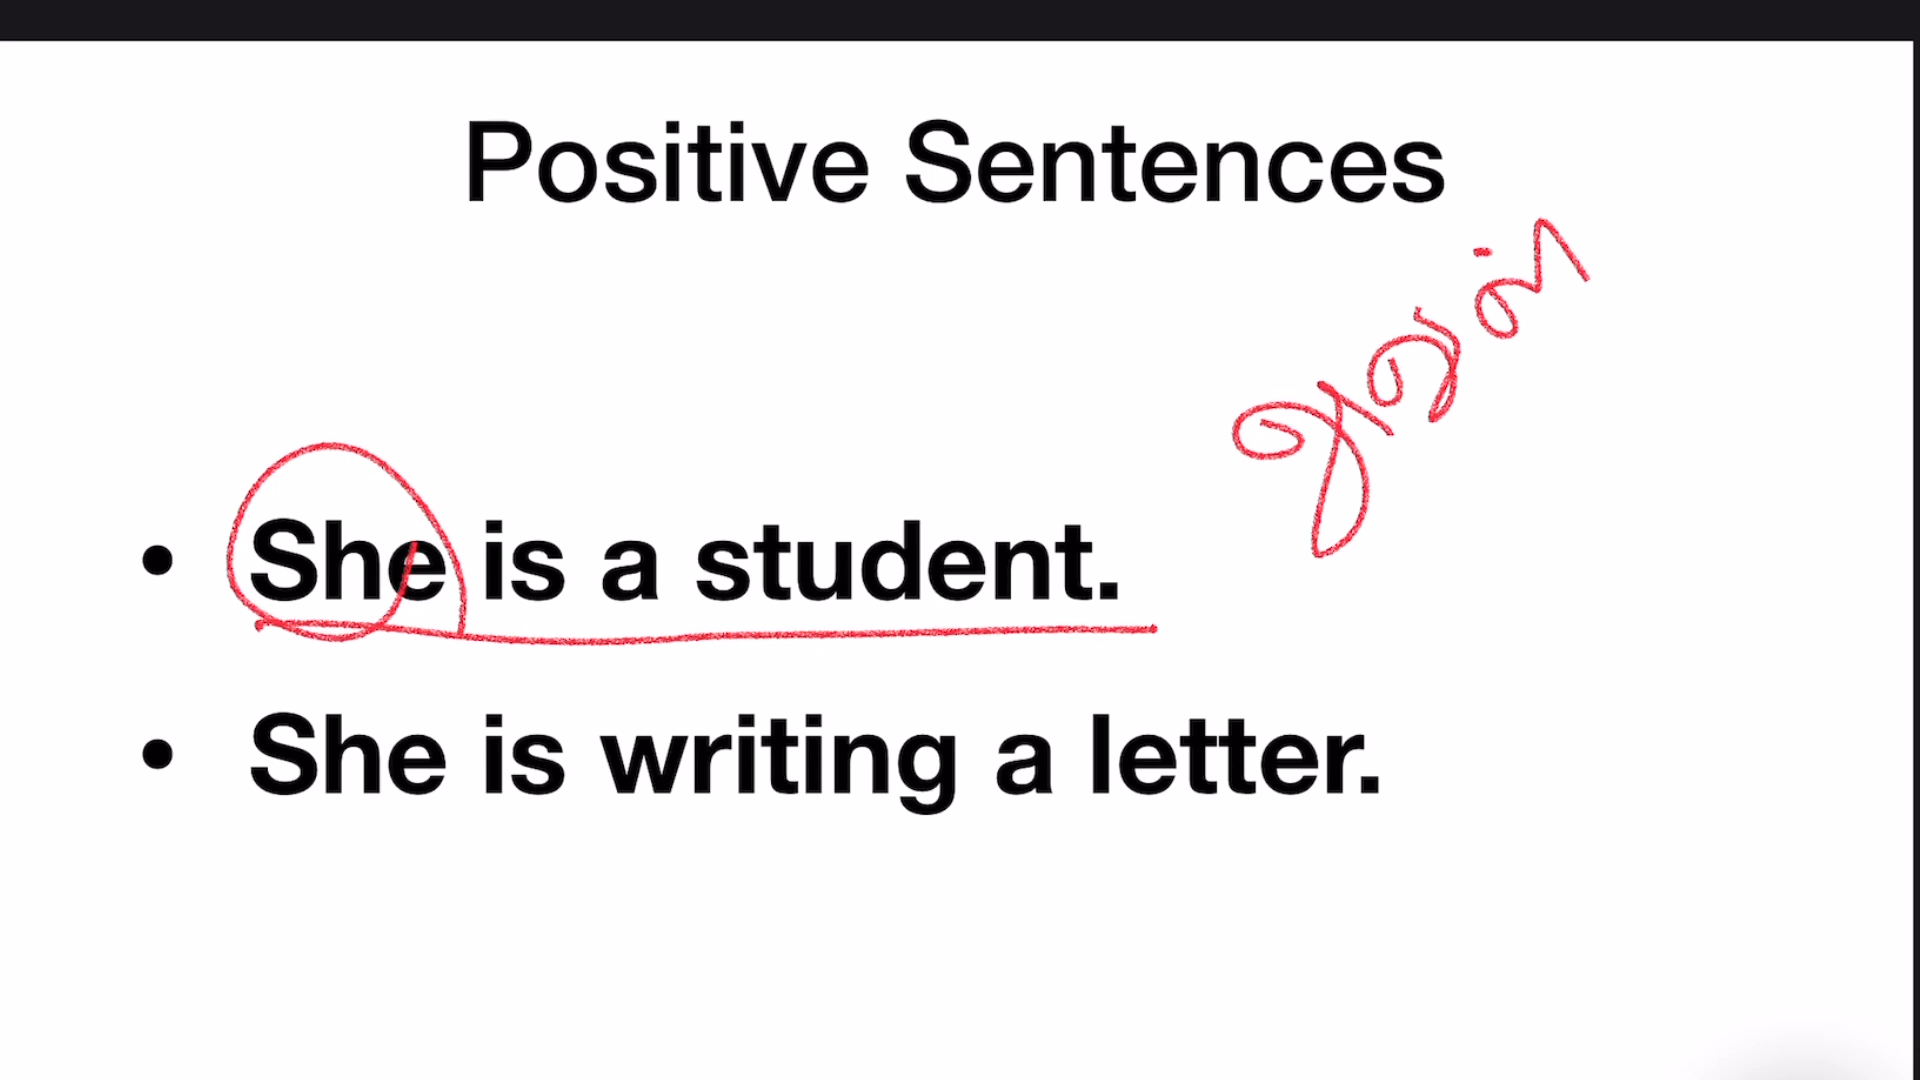 Positive Sentences
• She is a student.
• She is writing a letter.